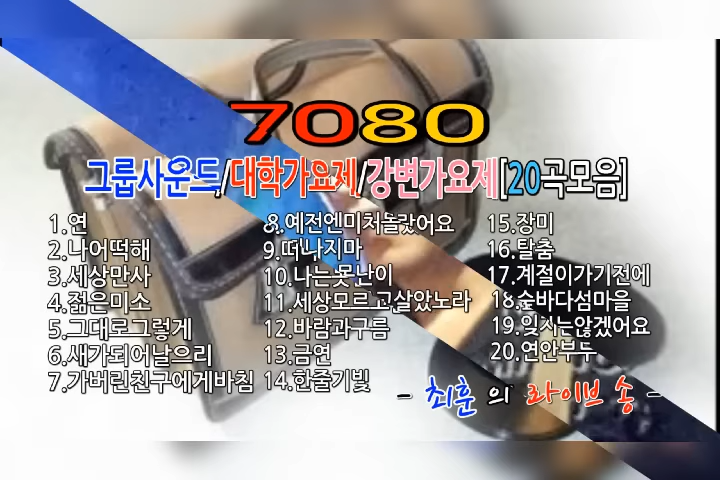 7080
그룹사운드/대학가요제/강변가요제[20곡모음]
1.연
2.나어떡해
3.세상만사
4.젊은미소
5.그대로그렇게
6.새가되어날으리
7.가버린친구에게바침
8.예전엔미처몰랐어요
9.떠나지마
10.나는못난이
11.세상모르고살았노라
12.바람과구름
13.금연
14.한줄기빛
15.장미
16.탈춤
17.계절이가기전에
18.숲바다섬마을
19.잊지는않겠어요
20.연안부두
- 최훈 의 라이브 송 -